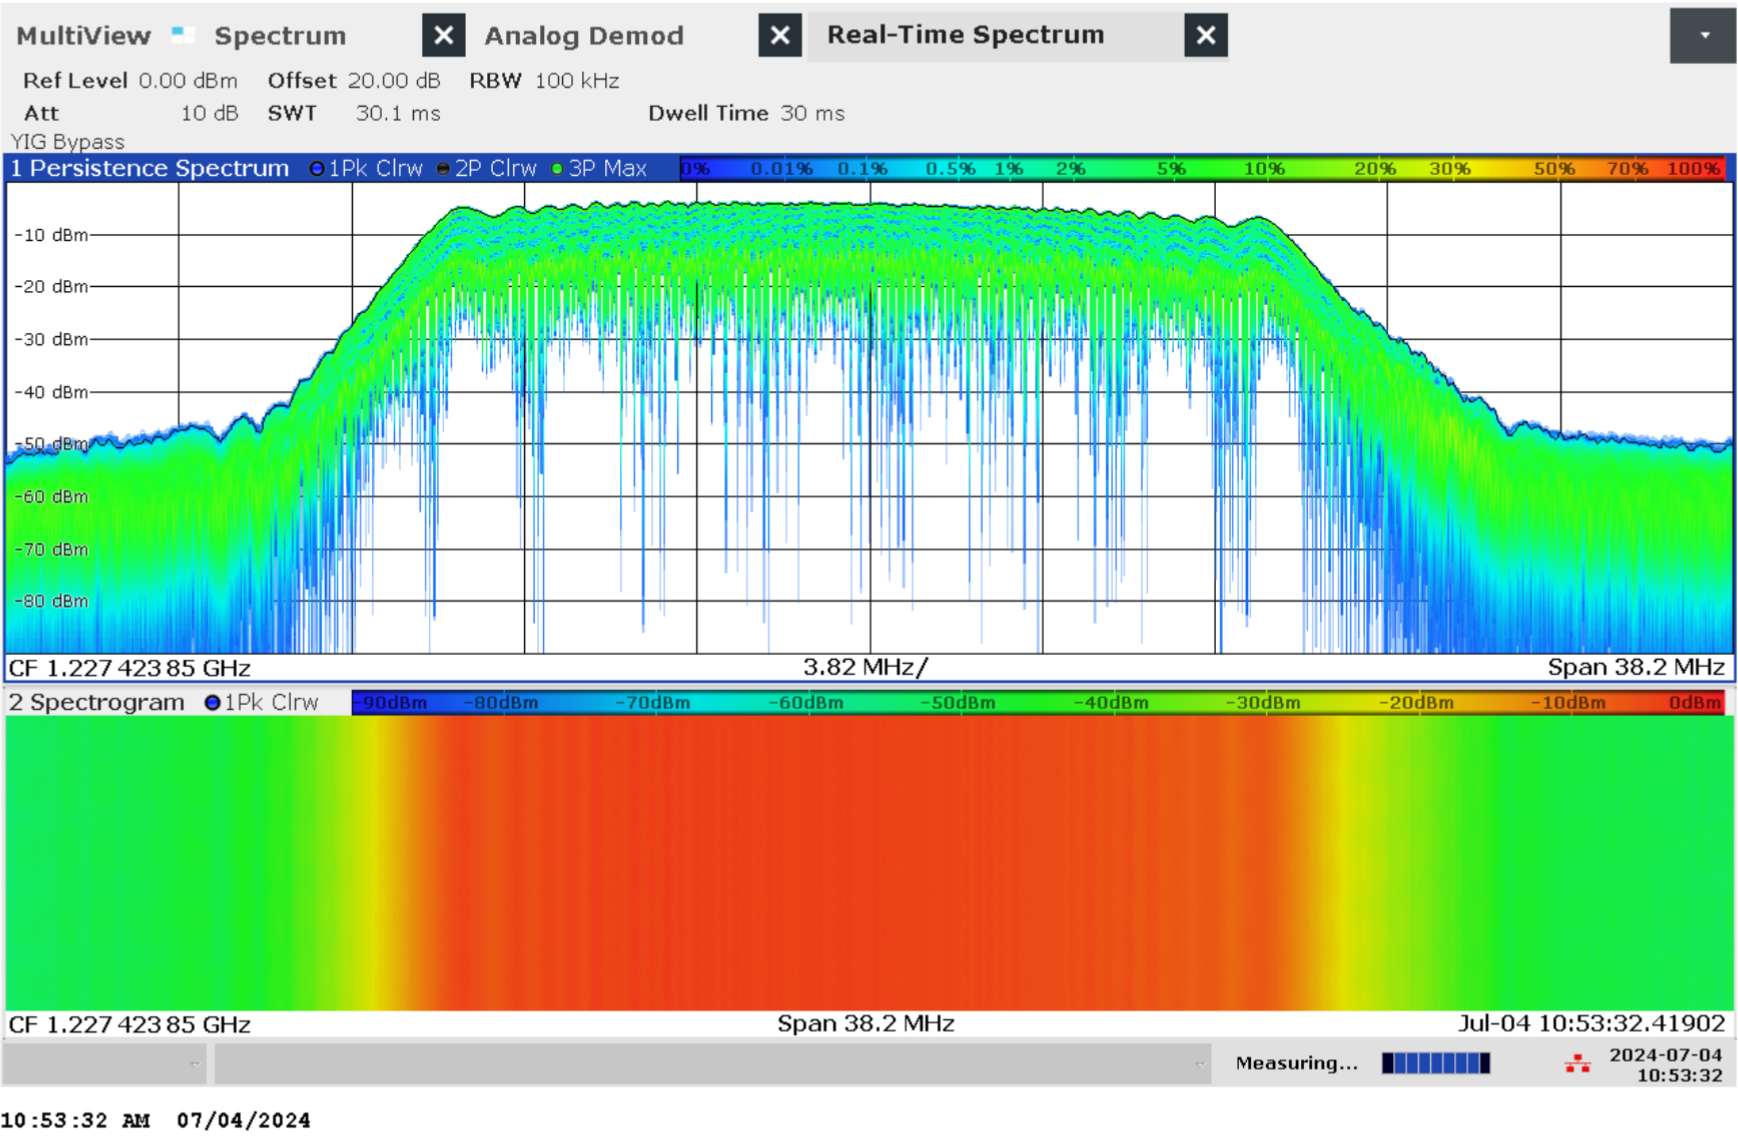 MultiView Spectrum Analog Demod Real-Time Spectrum
Ref Level 0.00 dBm Offset 20.00 dB RBW 100 kHz
Att 10 dB SWT 30.1 ms Dwell Time 30 ms
YIG Bypass
1 Persistence Spectrum 1Pk Clrw 2P Clrw 3P Max 0% 0.01% 0.1% 0.5% 1% 2% 5% 10% 20% 30% 50% 70% 100%
-10 dBm
-20 dBm
-30 dBm
-40 dBm
-50 dBm
-60 dBm
-70 dBm
-80 dBm
CF 1.227 423 85 GHz 3.82 MHz/ Span 38.2 MHz
2 Spectrogram 1Pk Clrw -90dBm -80dBm -70dBm -60dBm -50dBm -40dBm -30dBm -20dBm -10dBm 0dBm
CF 1.227 423 85 GHz Span 38.2 MHz Jul-04 10:53:32.41902
Measuring... 2024-07-04
10:53:32
10:53:32 AM 07/04/2024